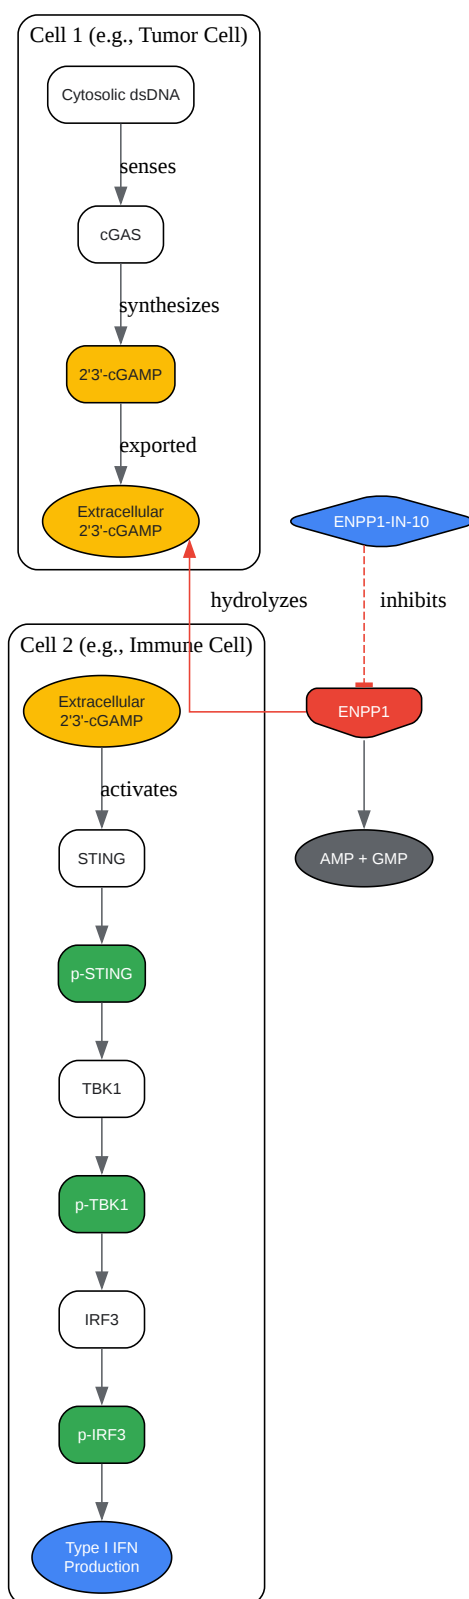 Cell 1 (e.g., Tumor Cell)
Cytosolic dsDNA
senses
cGAS
synthesizes
2'3'-cGAMP
exported
Extracellular
2'3'-cGAMP
ENPP1-IN-10
hydrolyzes
inhibits
Cell 2 (e.g., Immune Cell)
Extracellular
2'3'-cGAMP
ENPP1
activates
STING
AMP + GMP
p-STING
TBK1
p-TBK1
IRF3
p-IRF3
Type I IFN
Production